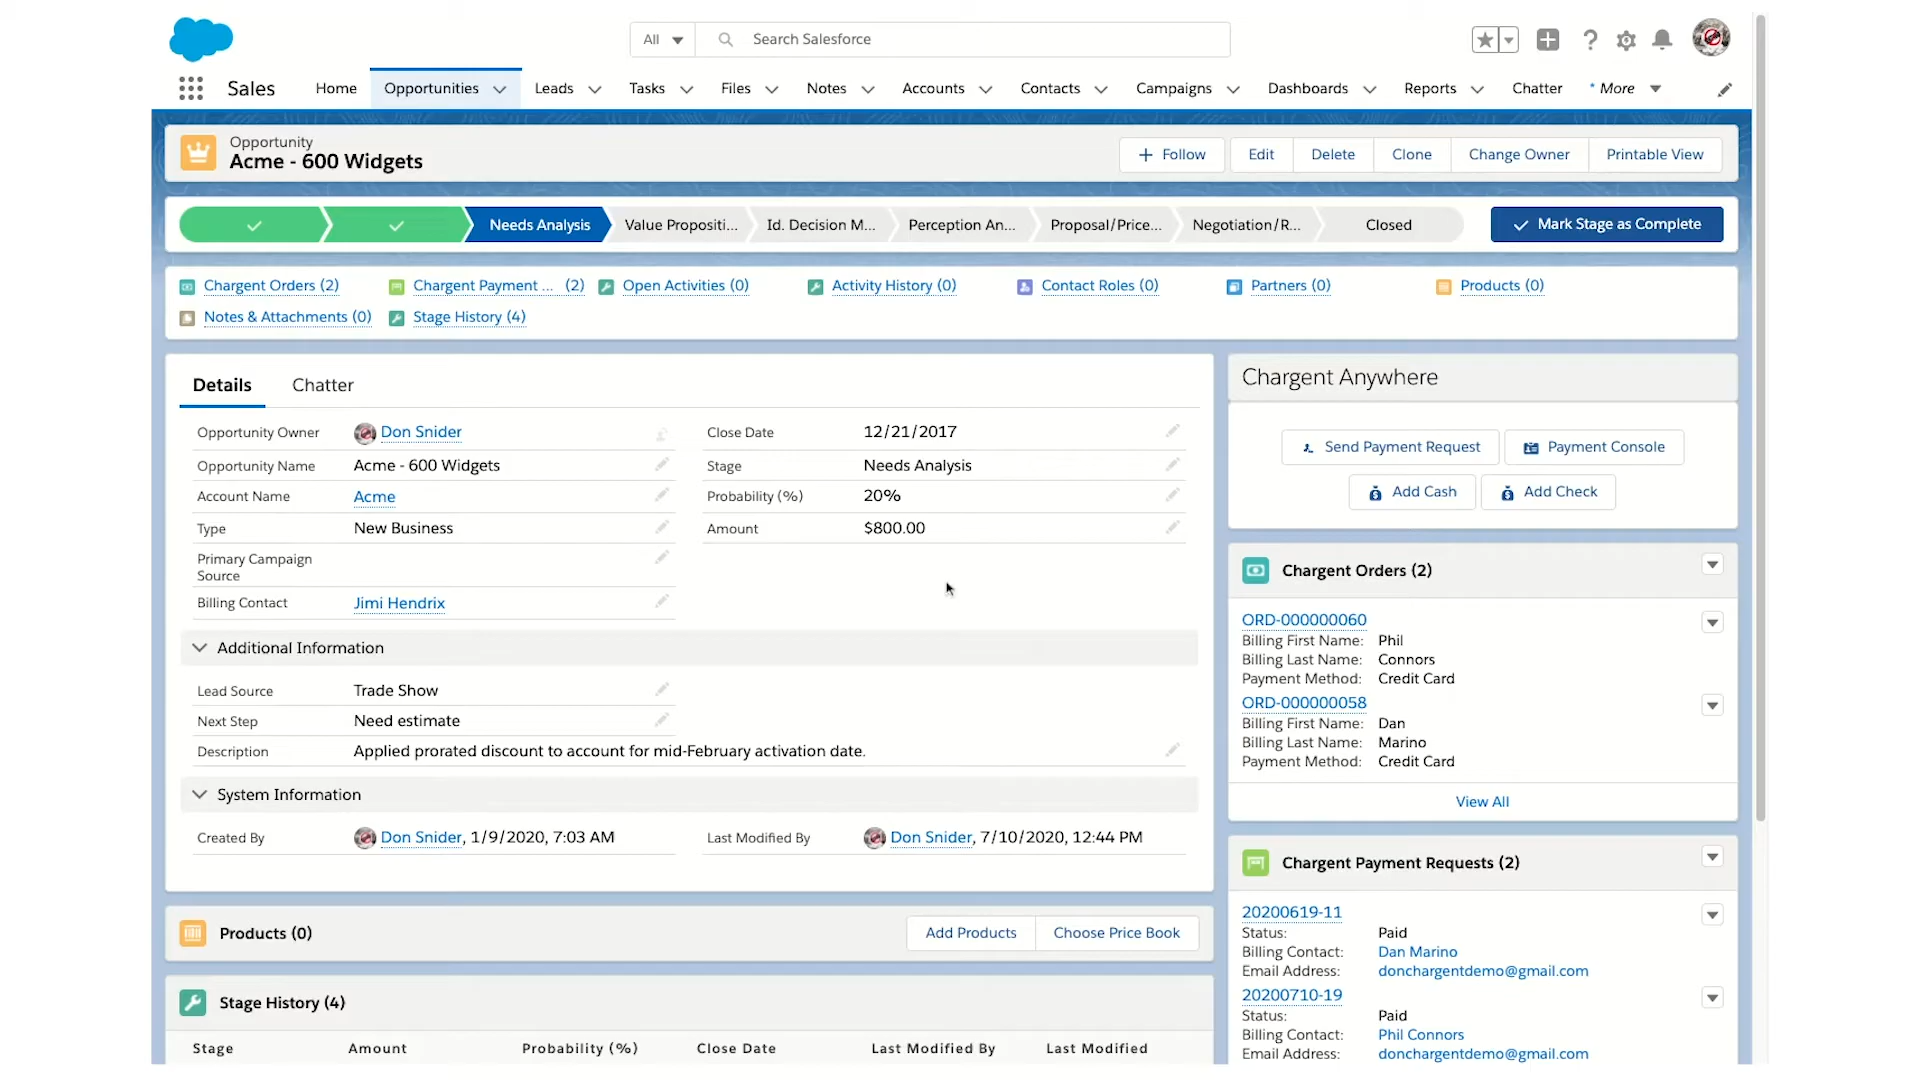 All
Search Salesforce
Sales
Home
Opportunities
Leads
Tasks
Files
Notes
Accounts
Contacts
Campaigns
Dashboards
Reports
Chatter
* More
Opportunity
Acme - 600 Widgets
+ Follow
Edit
Delete
Clone
Change Owner
Printable View
Needs Analysis
Value Propositi...
Id. Decision M...
Perception An...
Proposal/Price...
Negotiation/R...
Closed
Mark Stage as Complete
Chargent Orders (2)
Chargent Payment ... (2)
Open Activities (0)
Activity History (0)
Contact Roles (0)
Partners (0)
Products (0)
Notes & Attachments (0)
Stage History (4)
Details
Chatter
Opportunity Owner
Don Snider
Close Date
12/21/2017
Opportunity Name
Acme - 600 Widgets
Stage
Needs Analysis
Account Name
Acme
Probability (%)
20%
Type
New Business
Amount
$800.00
Primary Campaign
Source
Billing Contact
Jimi Hendrix
Additional Information
Lead Source
Trade Show
Next Step
Need estimate
Description
Applied prorated discount to account for mid-February activation date.
System Information
Created By
Don Snider, 1/9/2020, 7:03 AM
Last Modified By
Don Snider, 7/10/2020, 12:44 PM
Products (0)
Add Products
Choose Price Book
Stage History (4)
Stage
Amount
Probability (%)
Close Date
Last Modified By
Last Modified
Chargent Anywhere
Send Payment Request
Payment Console
Add Cash
Add Check
Chargent Orders (2)
ORD-000000060
Billing First Name: Phil
Billing Last Name: Connors
Payment Method: Credit Card
ORD-000000058
Billing First Name: Dan
Billing Last Name: Marino
Payment Method: Credit Card
View All
Chargent Payment Requests (2)
20200619-11
Status: Paid
Billing Contact: Dan Marino
Email Address: donchargentdemo@gmail.com
20200710-19
Status: Paid
Billing Contact: Phil Connors
Email Address: donchargentdemo@gmail.com